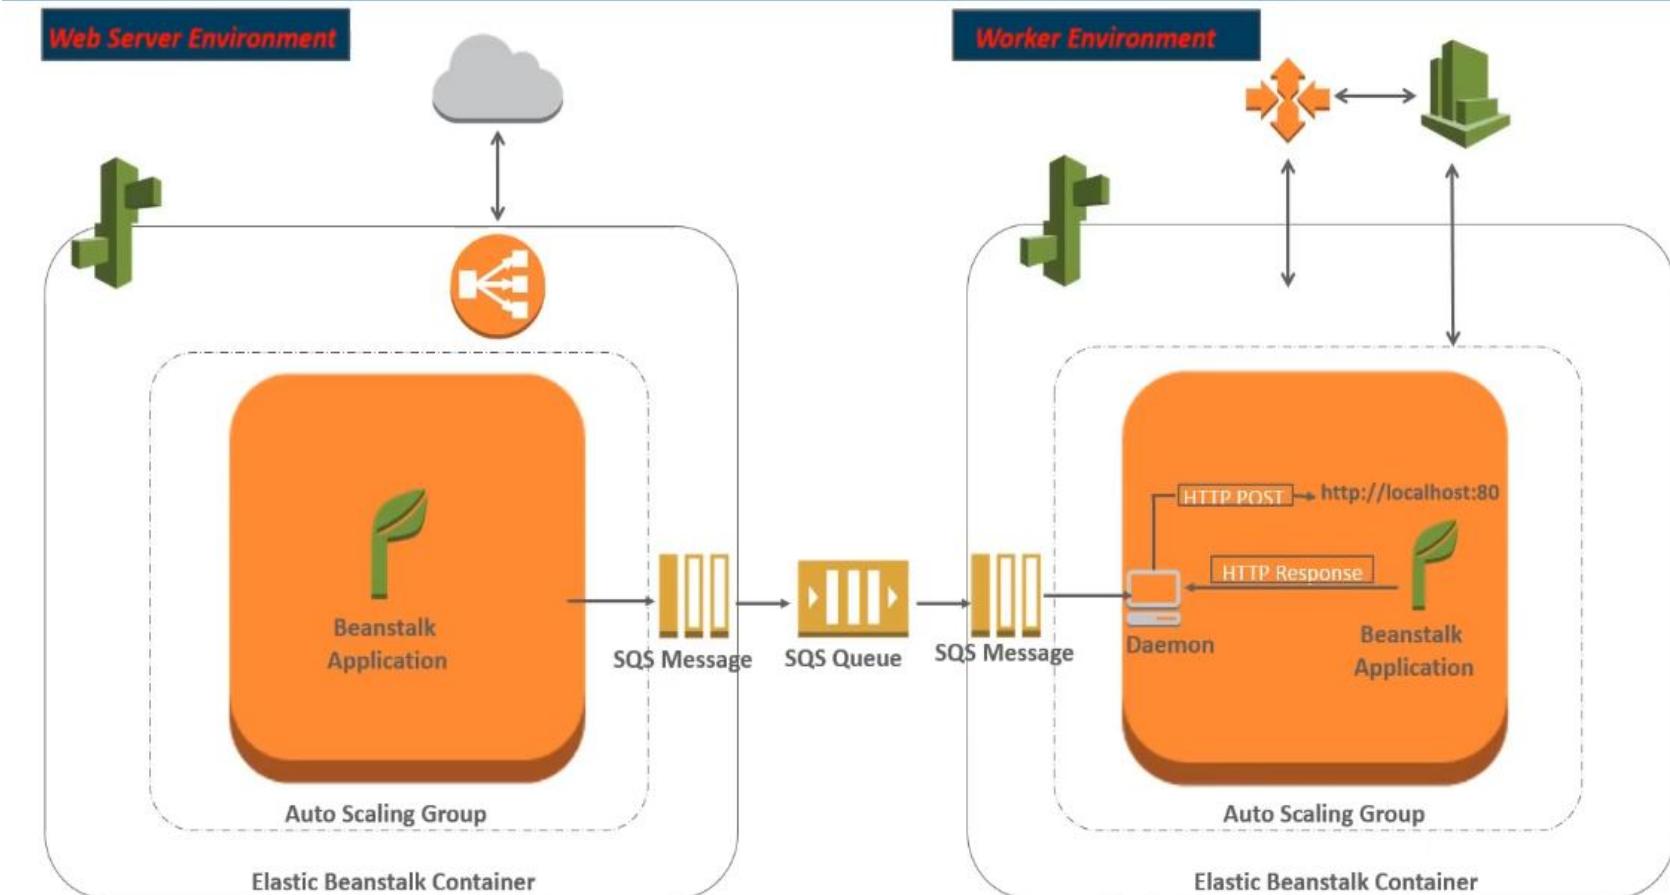 Web Server Environment
Worker Environment
HTTP POST
http://localhost:80
HTTP Response
Beanstalk
Application
SQS Message
SQS Queue
SQS Message
Daemon
Beanstalk
Application
Auto Scaling Group
Auto Scaling Group
Elastic Beanstalk Container
Elastic Beanstalk Container